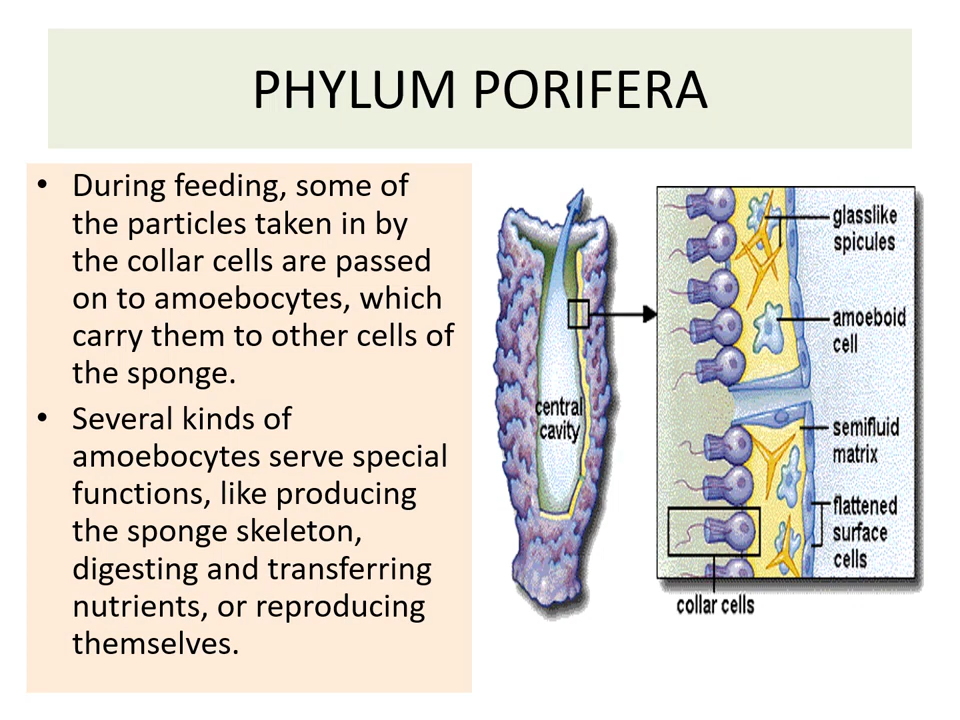 PHYLUM PORIFERA
• During feeding, some of
the particles taken in by
the collar cells are passed
on to amoebocytes, which
carry them to other cells of
the sponge.
• Several kinds of
amoebocytes serve special
functions, like producing
the sponge skeleton,
digesting and transferring
nutrients, or reproducing
themselves.
central
cavity
glasslike
spicules
amoeboid
cell
semifluid
matrix
flattened
surface
cells
collar cells